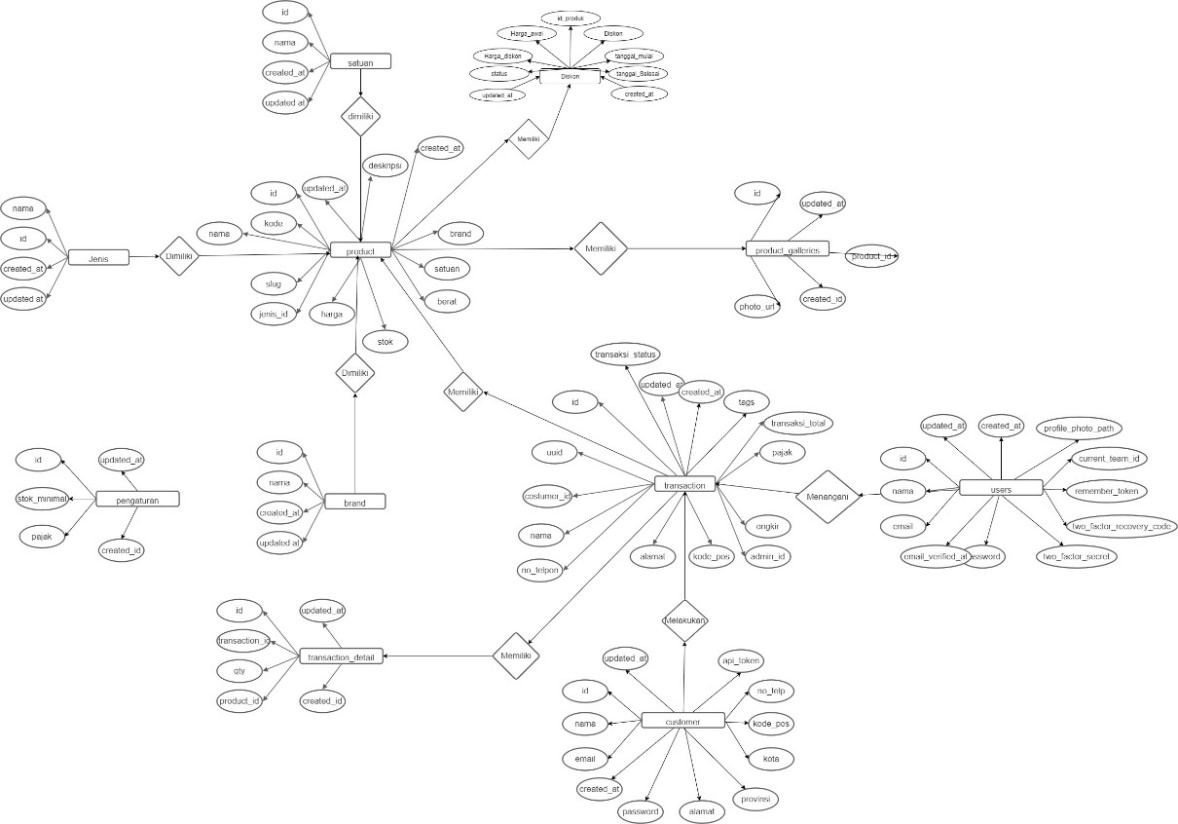 id
nama
created_at
updated at
satuan
dimiliki
id_produk
Harga_awal
Diskon
Harga_diskon
tanggal_mulai
status
tanggal_Selesai
updated_at
created_at
Diskon
Memiliki
created_at
deskripsi
updated_at
id
kode
nama
brand
product
satuan
slug
berat
jenis_id
harga
stok
nama
id
created_at
updated at
Jenis
Dimiliki
Memiliki
id
updated_at
product_galleries
product_id
created_id
photo_url
Dimiliki
Memiliki
transaksi_status
updated_at
created_at
id
tags
transaksi_total
uuid
pajak
transaction
costumer_id
nama
ongkir
no_telpon
alamat
kode_pos
admin_id
Menangani
updated_at
created_at
profile_photo_path
id
current_team_id
nama
users
remember_token
email
two_factor_recovery_code
email_verified_at
ssword
two_factor_secret
id
updated_at
stok_minimal
pengaturan
pajak
created_id
id
nama
brand
created_at
updated at
id
updated_at
transaction_id
transaction_detail
qty
product_id
created_id
Memiliki
Melakukan
updated_at
api_token
id
no_telp
nama
customer
kode_pos
email
kota
created_at
provinsi
password
alamat